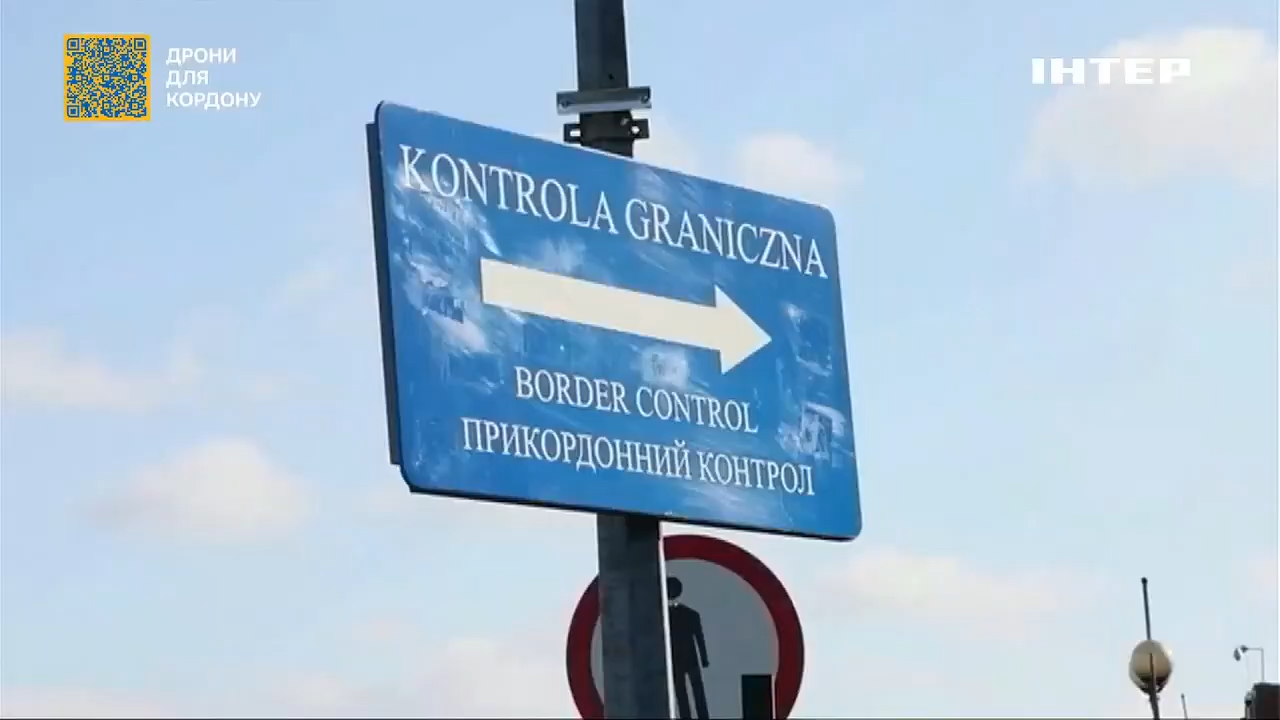 ДРОНИ
ДЛЯ
КОРДОНУ
ІНТЕР
KONTROLA GRANICZNA
BORDER CONTROL
ПРИКОРДОННИЙ КОНТРОЛ